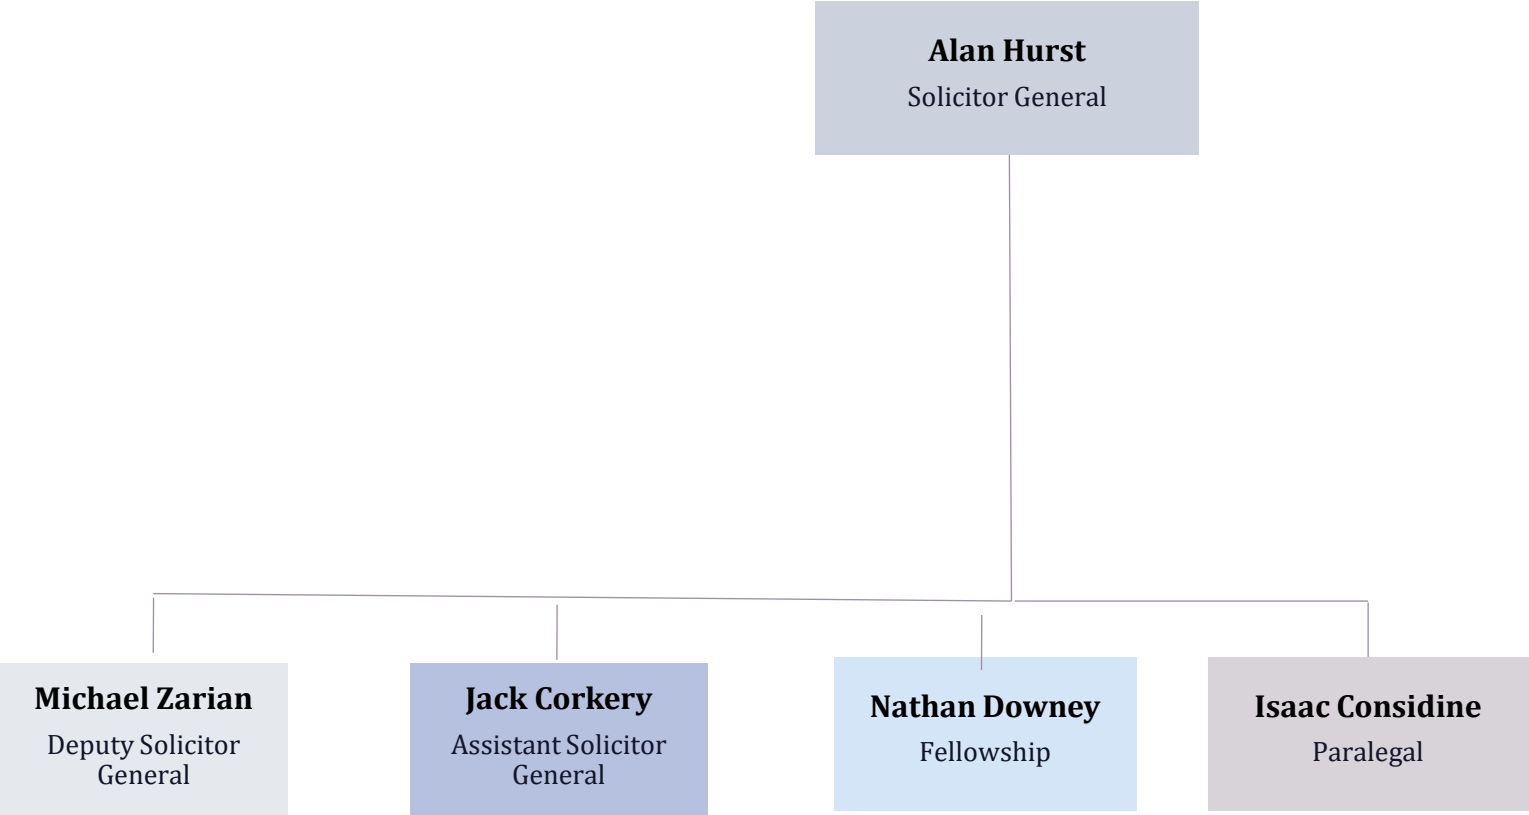 Alan Hurst
Solicitor General
Michael Zarian
Deputy Solicitor
General
Jack Corkery
Assistant Solicitor
General
Nathan Downey
Fellowship
Isaac Considine
Paralegal